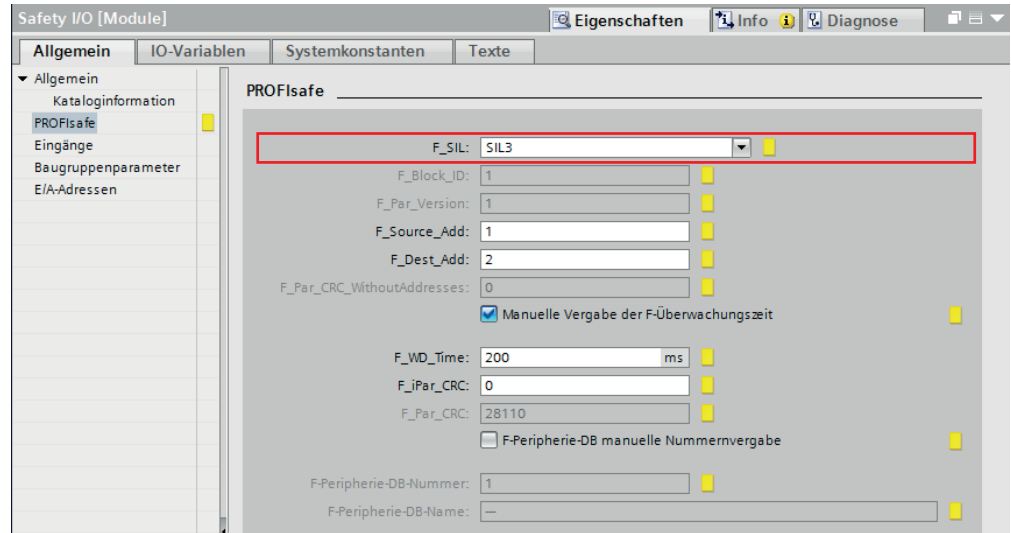 Safety I/O [Module]
Eigenschaften
Info
Diagnose
Allgemein
IO-Variablen
Systemkonstanten
Texte
Allgemein
Kataloginformation
PROFIsafe
Eingänge
Baugruppenparameter
E/A-Adressen
PROFIsafe
F_SIL: SIL3
F_Block_ID: 1
F_Par_Version: 1
F_Source_Add: 1
F_Dest_Add: 2
F_Par_CRC_WithoutAddresses: 0
Manuelle Vergabe der F-Überwachungszeit
F_WD_Time: 200 ms
F_iPar_CRC: 0
F_Par_CRC: 28110
F-Peripherie-DB manuelle Nummernvergabe
F-Peripherie-DB-Nummer: 1
F-Peripherie-DB-Name: —